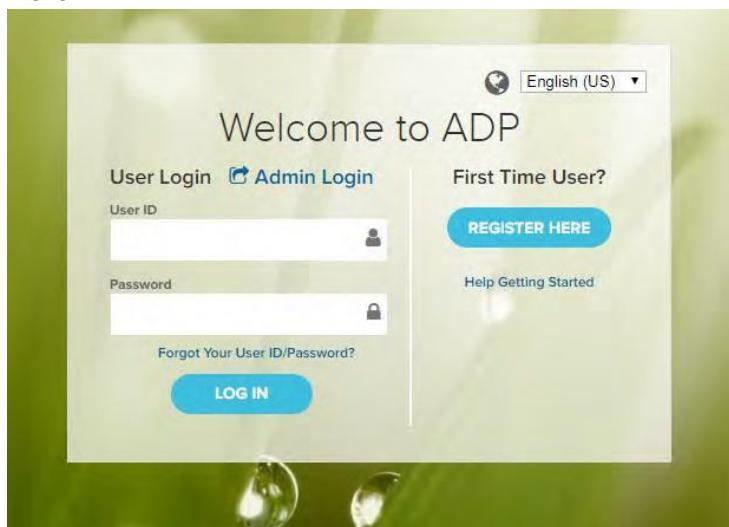 English (US)
Welcome to ADP
User Login Admin Login
User ID
Password
Forgot Your User ID/Password?
LOG IN
First Time User?
REGISTER HERE
Help Getting Started